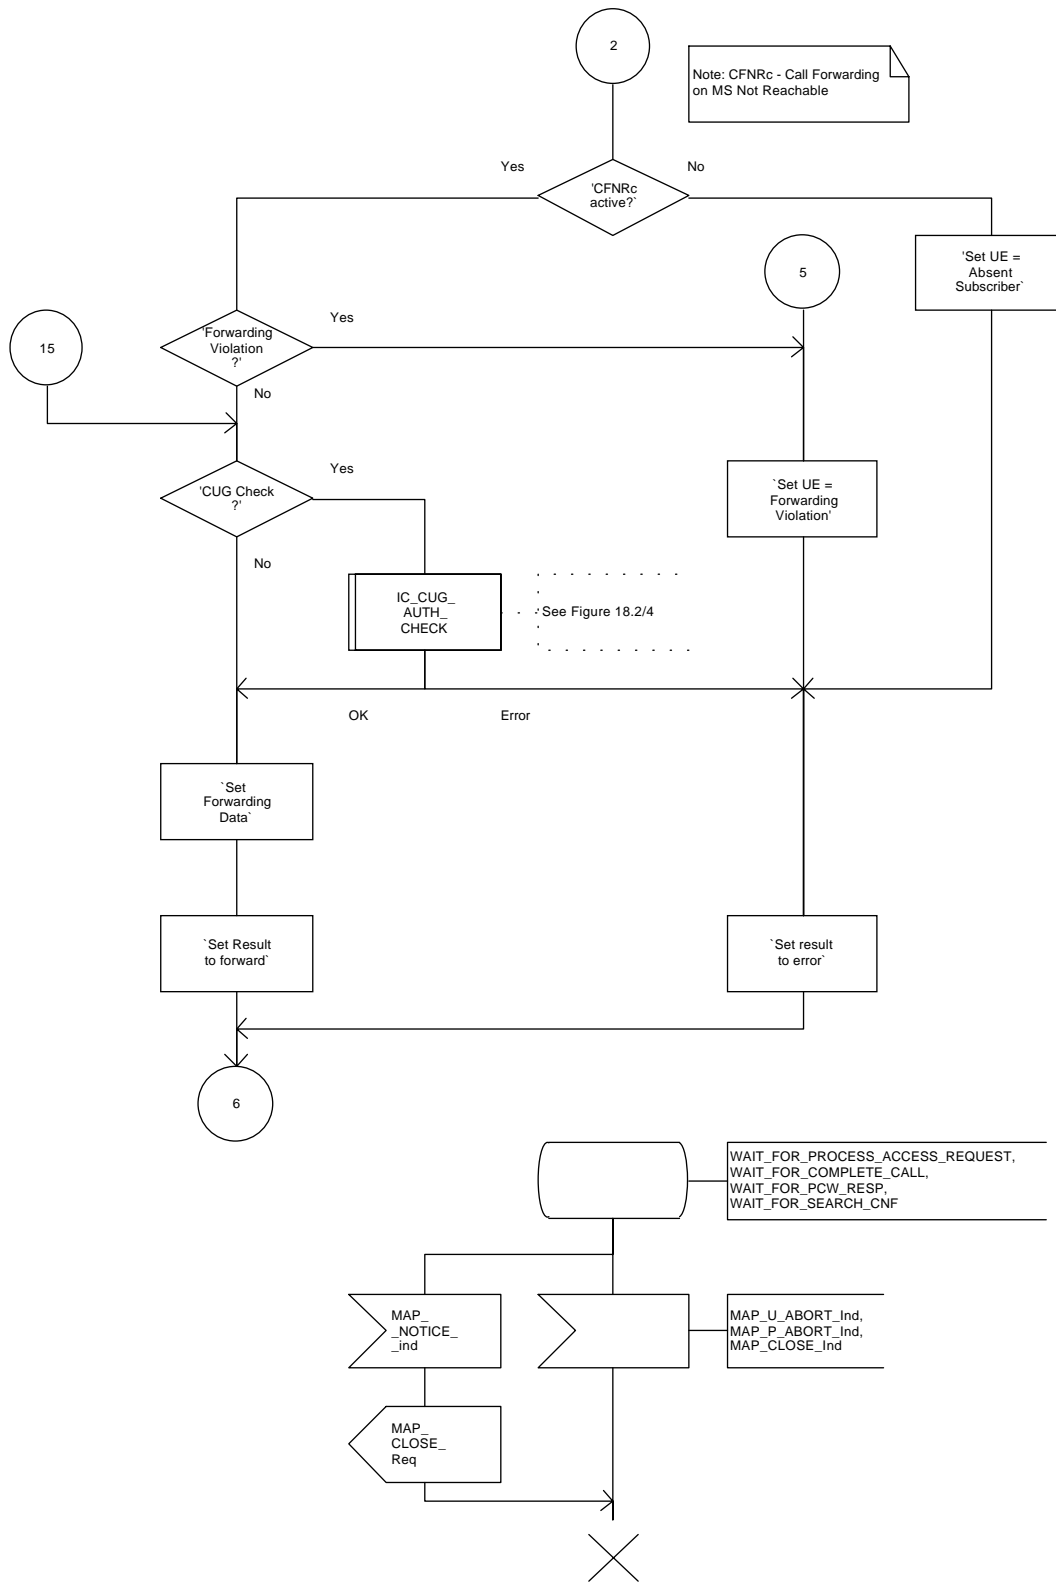 2
Note: CFNRc - Call Forwarding
on MS Not Reachable
Yes
No
'CFNRc
active?`
5
'Set UE =
Absent
Subscriber`
15
'Forwarding
Violation
?'
Yes
No
'CUG Check
?'
Yes
No
`Set UE =
Forwarding
Violation'
IC_CUG_
AUTH_
CHECK
See Figure 18.2/4
OK
Error
`Set
Forwarding
Data`
`Set Result
to forward`
`Set result
to error`
6
WAIT_FOR_PROCESS_ACCESS_REQUEST,
WAIT_FOR_COMPLETE_CALL,
WAIT_FOR_PCW_RESP,
WAIT_FOR_SEARCH_CNF
MAP_
_NOTICE_
_ind
MAP_U_ABORT_Ind,
MAP_P_ABORT_Ind,
MAP_CLOSE_Ind
MAP_
CLOSE_
Req